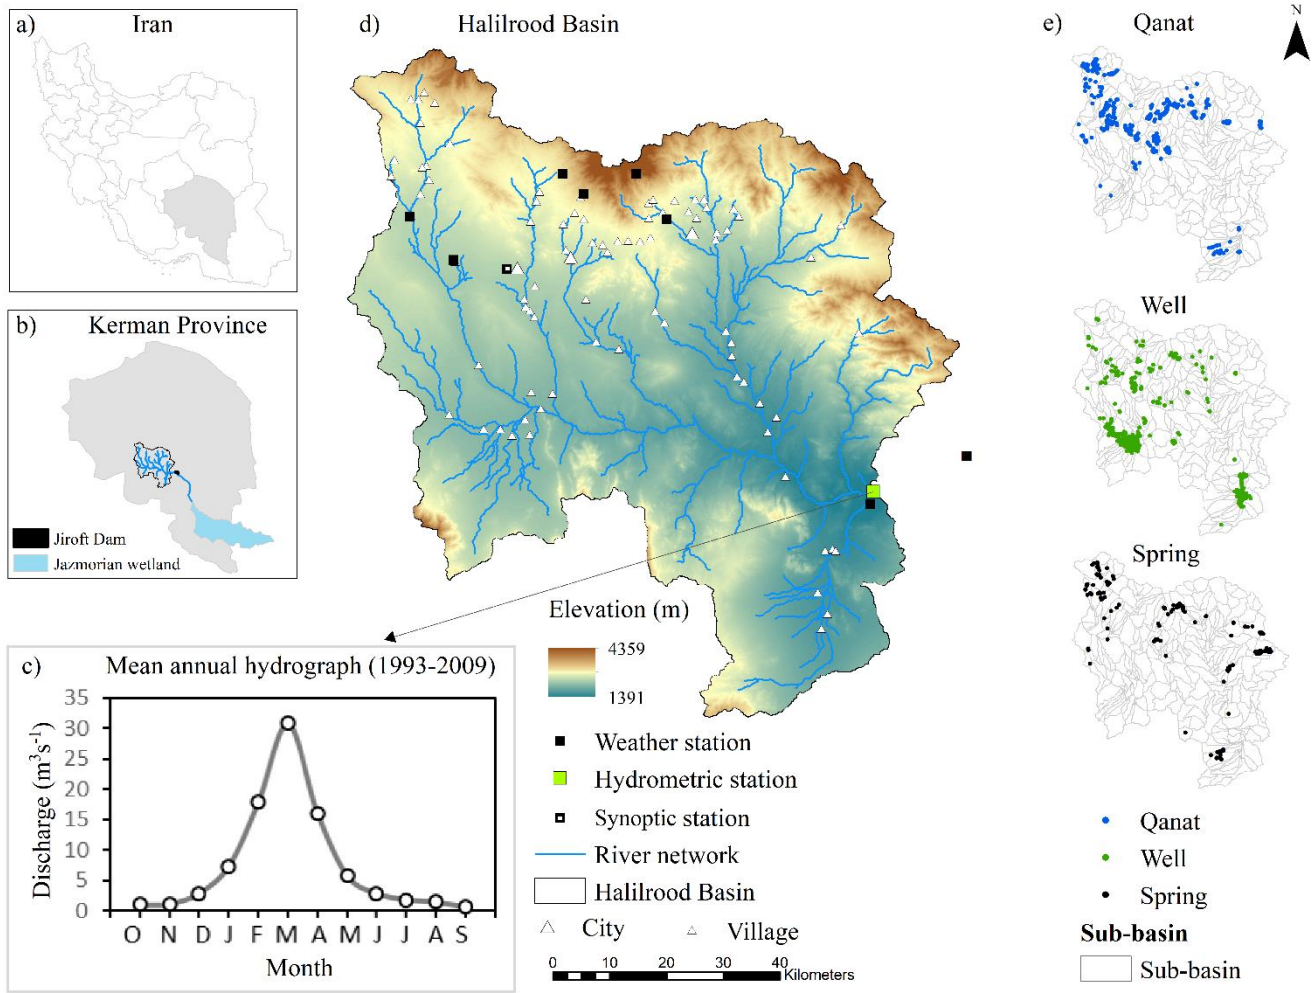 a) Iran
b) Kerman Province
Jiroft Dam
Jazmorian wetland
c) Mean annual hydrograph (1993-2009)
Discharge (m³s⁻¹)
35
30
25
20
15
10
5
0
O N D J F M A M J J A S
Month
d) Halilrood Basin
Elevation (m)
4359
1391
Weather station
Hydrometric station
Synoptic station
River network
Halilrood Basin
City Village
0 5 10 20 30 40
Kilometers
e) Qanat
N
Well
Spring
Qanat
Well
Spring
Sub-basin
Sub-basin